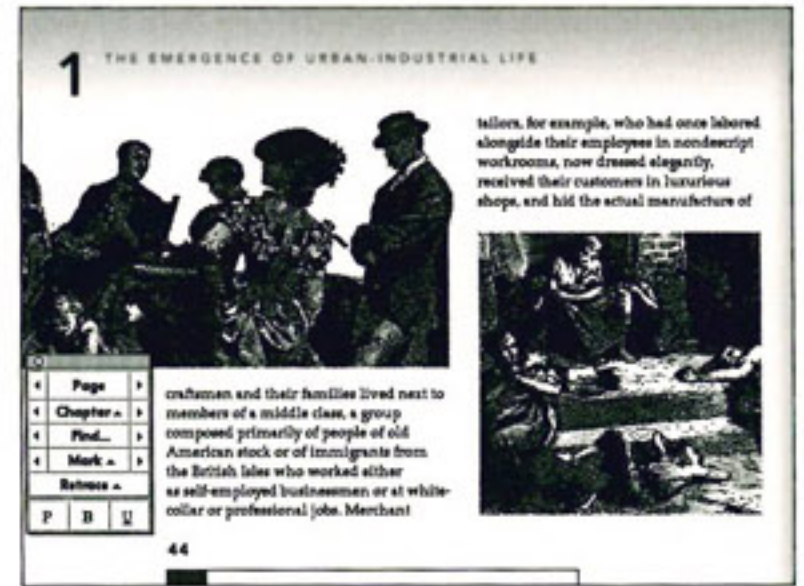 1 THE EMERGENCE OF URBAN-INDUSTRIAL LIFE
Page
Chapter
Find...
Mark
Retrace
P B U
craftsmen and their families lived next to
members of a middle class, a group
composed primarily of people of old
American stock or of immigrants from
the British Isles who worked either
as self-employed businessmen or at white-
collar or professional jobs. Merchant
44
tailors, for example, who had once labored
alongside their employees in nondescript
workrooms, now dressed elegantly,
received their customers in luxurious
shops, and hid the actual manufacture of